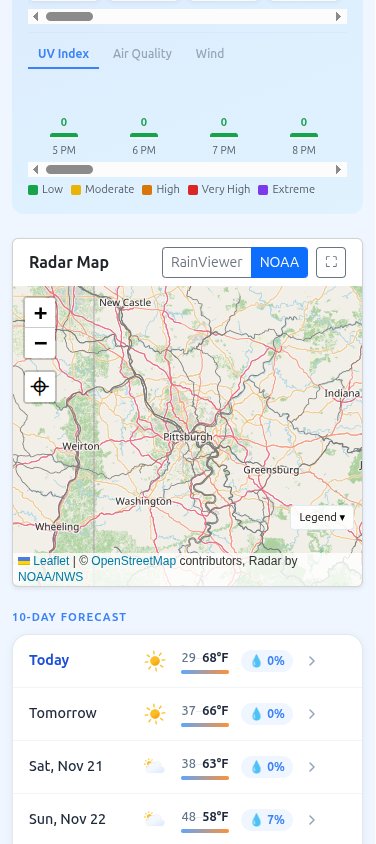 UV Index Air Quality Wind
0 0 0 0
5 PM 6 PM 7 PM 8 PM
Low Moderate High Very High Extreme
Radar Map RainViewer NOAA
+
−
New Castle
Indiana
Weirton
Pittsburgh
Greensburg
Washington
Legend ▾
Wheeling
Leaflet | © OpenStreetMap contributors, Radar by
NOAA/NWS
10-DAY FORECAST
Today 29 68°F 0%
Tomorrow 37 66°F 0%
Sat, Nov 21 38 63°F 0%
Sun, Nov 22 48 58°F 7%